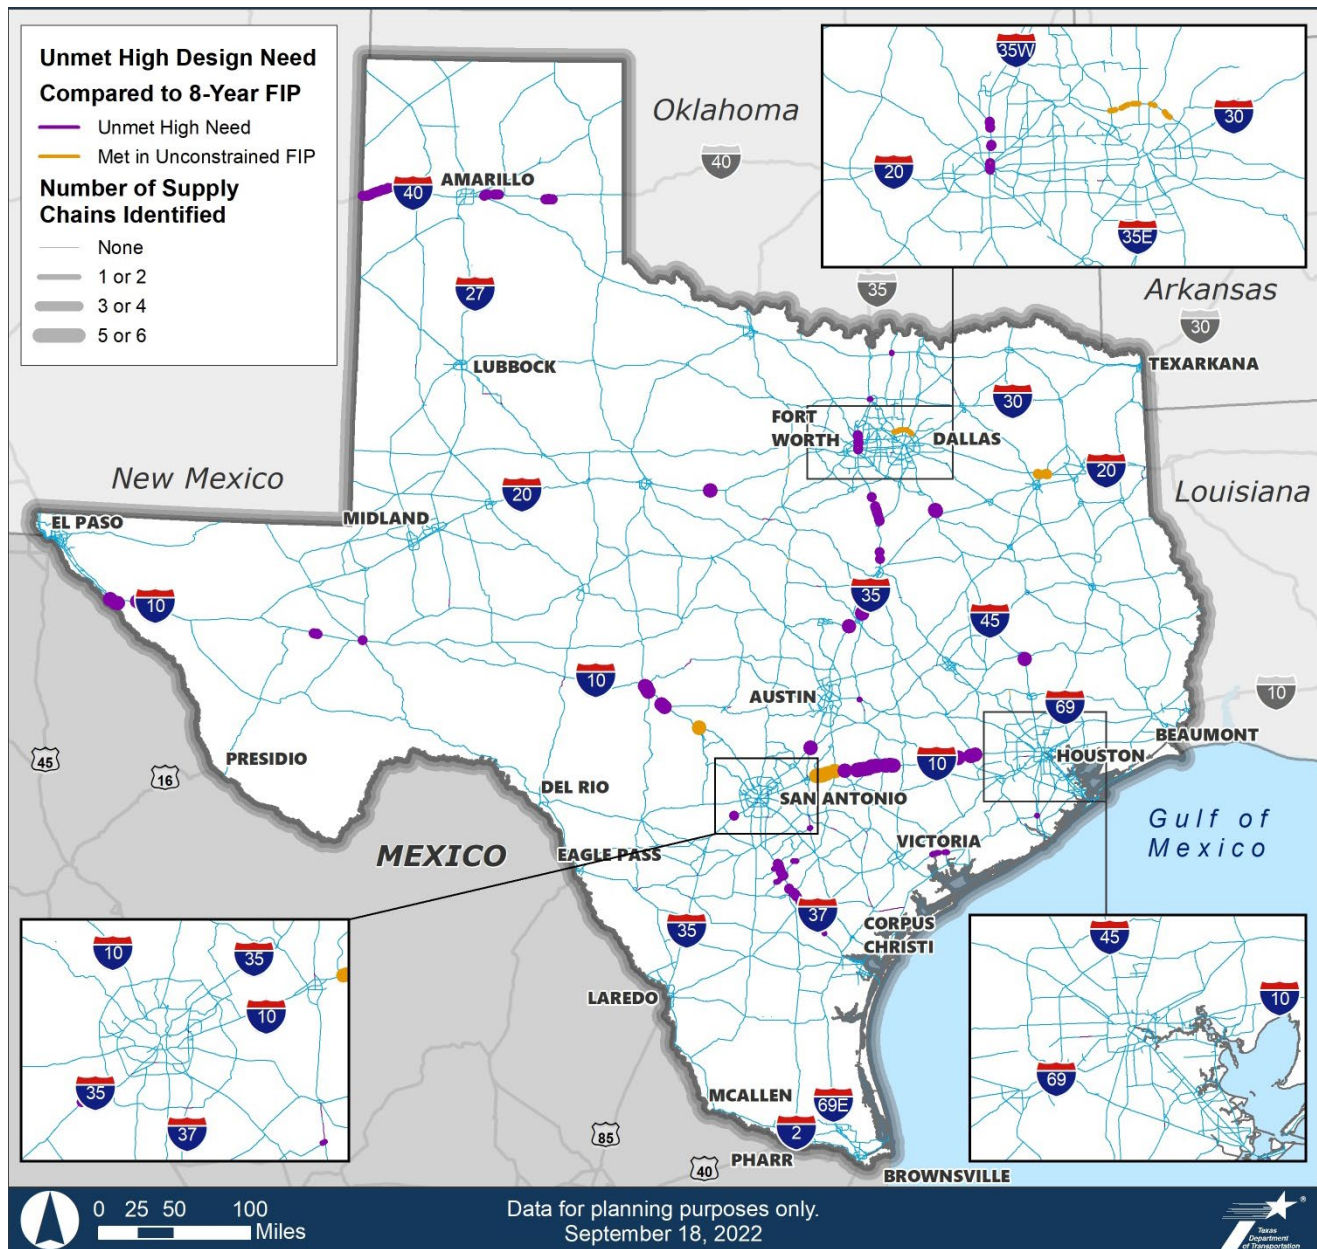 Unmet High Design Need
Compared to 8-Year FIP
Unmet High Need
Met in Unconstrained FIP
Number of Supply
Chains Identified
None
1 or 2
3 or 4
5 or 6
35W
30
20
35E
Oklahoma
40
AMARILLO
40
27
35
Arkansas
30
TEXARKANA
LUBBOCK
30
FORT
WORTH
DALLAS
New Mexico
20
20
Louisiana
EL PASO
MIDLAND
10
35
45
10
AUSTIN
69
10
BEAUMONT
45
16
PRESIDIO
DEL RIO
10
HOUSTON
SAN ANTONIO
Gulf of
Mexico
MEXICO
EAGLE PASS
VICTORIA
35
37
CORPUS
CHRISTI
10
35
10
35
37
45
10
69
LAREDO
MCALLEN
69E
2
85
40
PHARR
BROWNSVILLE
0 25 50 100
Miles
Data for planning purposes only.
September 18, 2022
Texas
Department
of Transportation
®